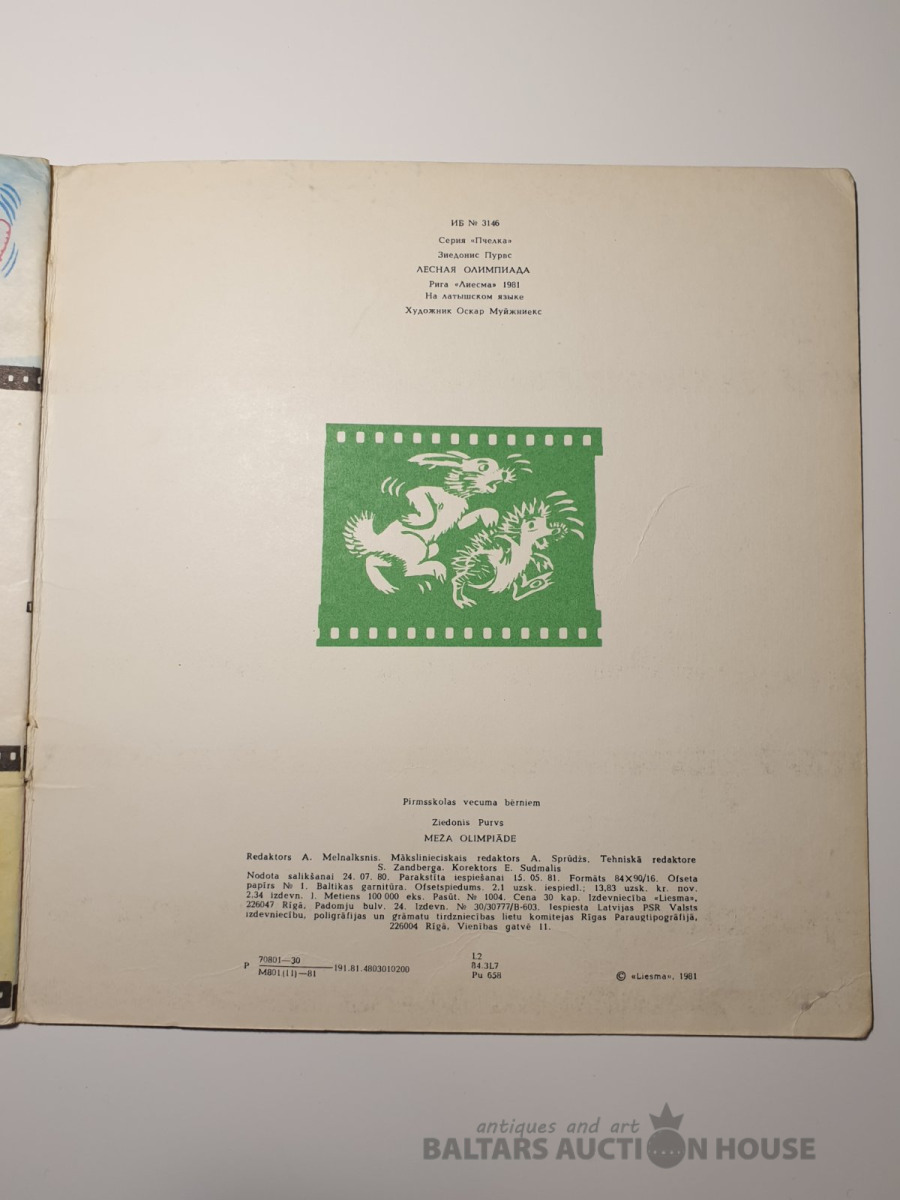 ИБ № 3146
Серия «Пчелка»
Зиедонис Пурвс
ЛЕСНАЯ ОЛИМПИАДА
Рига «Лиесма» 1981
На латышском языке
Художник Оскар Муйжниекс
Pirmsskolas vecuma bērniem
Ziedonis Purvs
MEŽA OLIMPIĀDE
Redaktors A. Melnalksnis. Mākslinieciskais redaktors A. Sprūdžs. Tehniskā redaktore
S. Zandberga. Korektors E. Sudmalis
Nodota salikšanai 24. 07. 80. Parakstīta iespiešanai 15. 05. 81. Formāts 84X90/16. Ofseta
papīrs № 1. Baltikas garnitūra. Ofsetspiedums. 2,1 uzsk. iespiedl.; 13,83 uzsk. kr. nov.
2,34 izdevn. l. Metiens 100 000 eks. Pasūt. № 1004. Cena 30 kap. Izdevniecība «Liesma»,
226047 Rīgā, Padomju bulv. 24. Izdevn. № 30/30777/B-603. Iespiesta Latvijas PSR Valsts
izdevniecību, poligrāfijas un grāmatu tirdzniecības lietu komitejas Rīgas Paraugtipogrāfijā,
226004 Rīgā, Vienības gatvē 11.
P 70801—30
M801(11)—81 —191.81.4803010200
L2
84.3L7
Pu 658
© «Liesma», 1981
antiques and art
BALTARS AUCTION HOUSE